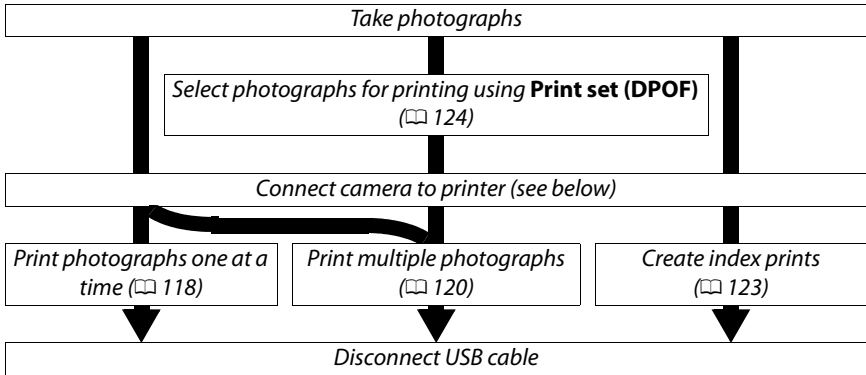 Take photographs
Select photographs for printing using Print set (DPOF)
(📖 124)
Connect camera to printer (see below)
Print photographs one at a
time (📖 118)
Print multiple photographs
(📖 120)
Create index prints
(📖 123)
Disconnect USB cable